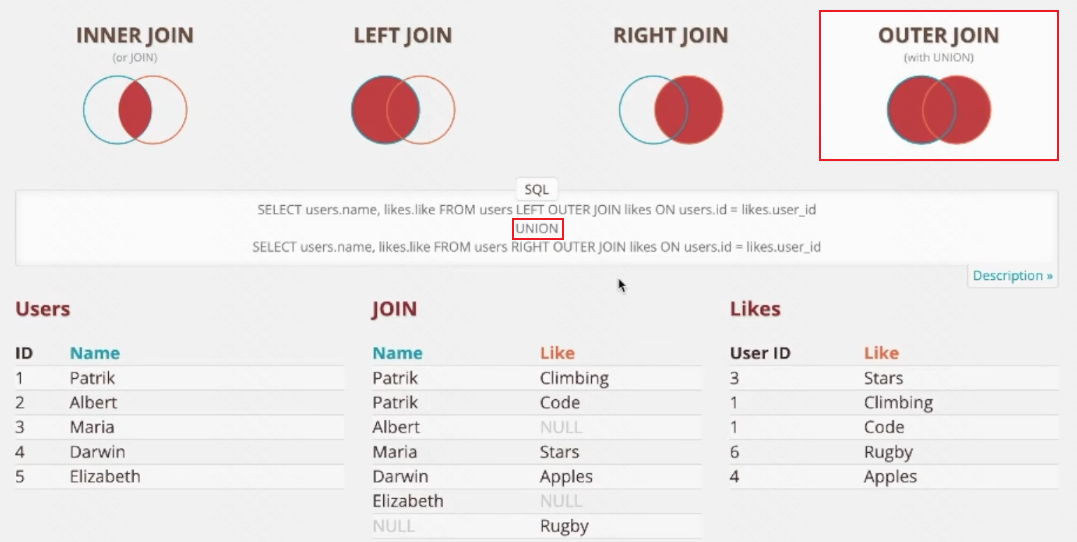 INNER JOIN LEFT JOIN RIGHT JOIN OUTER JOIN
(or JOIN) (with UNION)
SQL
SELECT users.name, likes.like FROM users LEFT OUTER JOIN likes ON users.id = likes.user_id
UNION
SELECT users.name, likes.like FROM users RIGHT OUTER JOIN likes ON users.id = likes.user_id
Description »
Users
ID Name
1 Patrik
2 Albert
3 Maria
4 Darwin
5 Elizabeth
JOIN
Name Like
Patrik Climbing
Patrik Code
Albert NULL
Maria Stars
Darwin Apples
Elizabeth NULL
NULL Rugby
Likes
User ID Like
3 Stars
1 Climbing
1 Code
6 Rugby
4 Apples